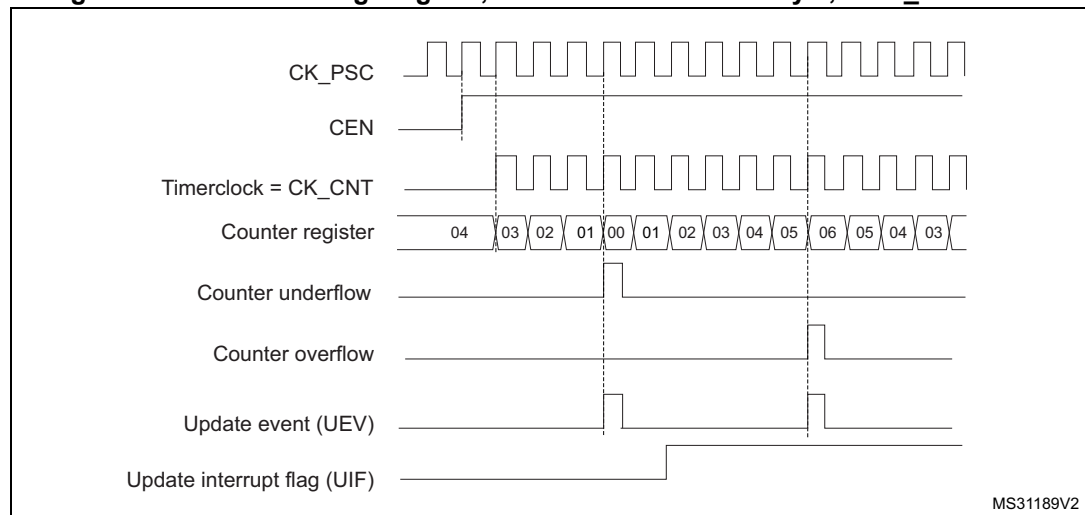 CK_PSC
CEN
Timerclock = CK_CNT
Counter register 04 03 02 01 00 01 02 03 04 05 06 05 04 03
Counter underflow
Counter overflow
Update event (UEV)
Update interrupt flag (UIF)
MS31189V2